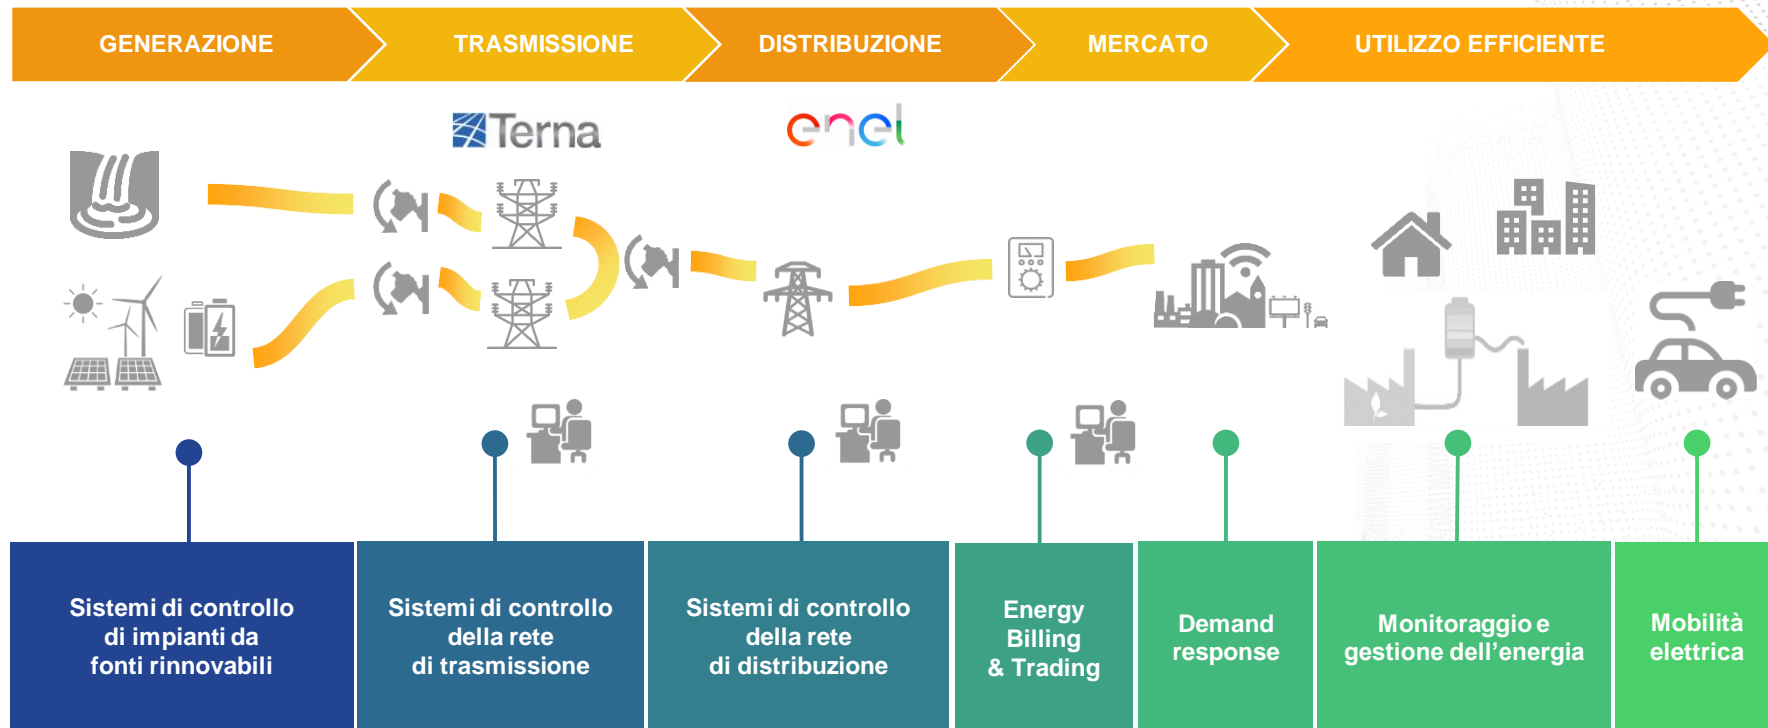 GENERAZIONE
TRASMISSIONE
DISTRIBUZIONE
MERCATO
UTILIZZO EFFICIENTE
Terna
enel
Sistemi di controllo
di impianti da
fonti rinnovabili
Sistemi di controllo
della rete
di trasmissione
Sistemi di controllo
della rete
di distribuzione
Energy
Billing
& Trading
Demand
response
Monitoraggio e
gestione dell’energia
Mobilità
elettrica